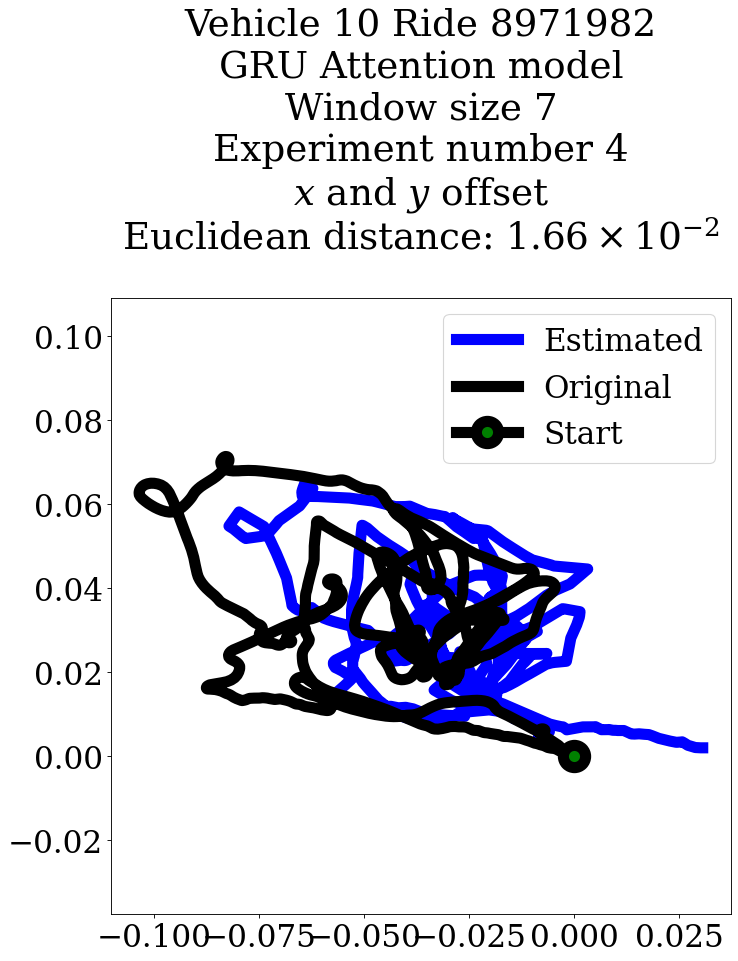 Vehicle 10 Ride 8971982
GRU Attention model
Window size 7
Experiment number 4
x and y offset
Euclidean distance: 1.66 × 10⁻²
Estimated
Original
Start
0.10
0.08
0.06
0.04
0.02
0.00
−0.02
−0.100 −0.075 −0.050 −0.025 0.000 0.025